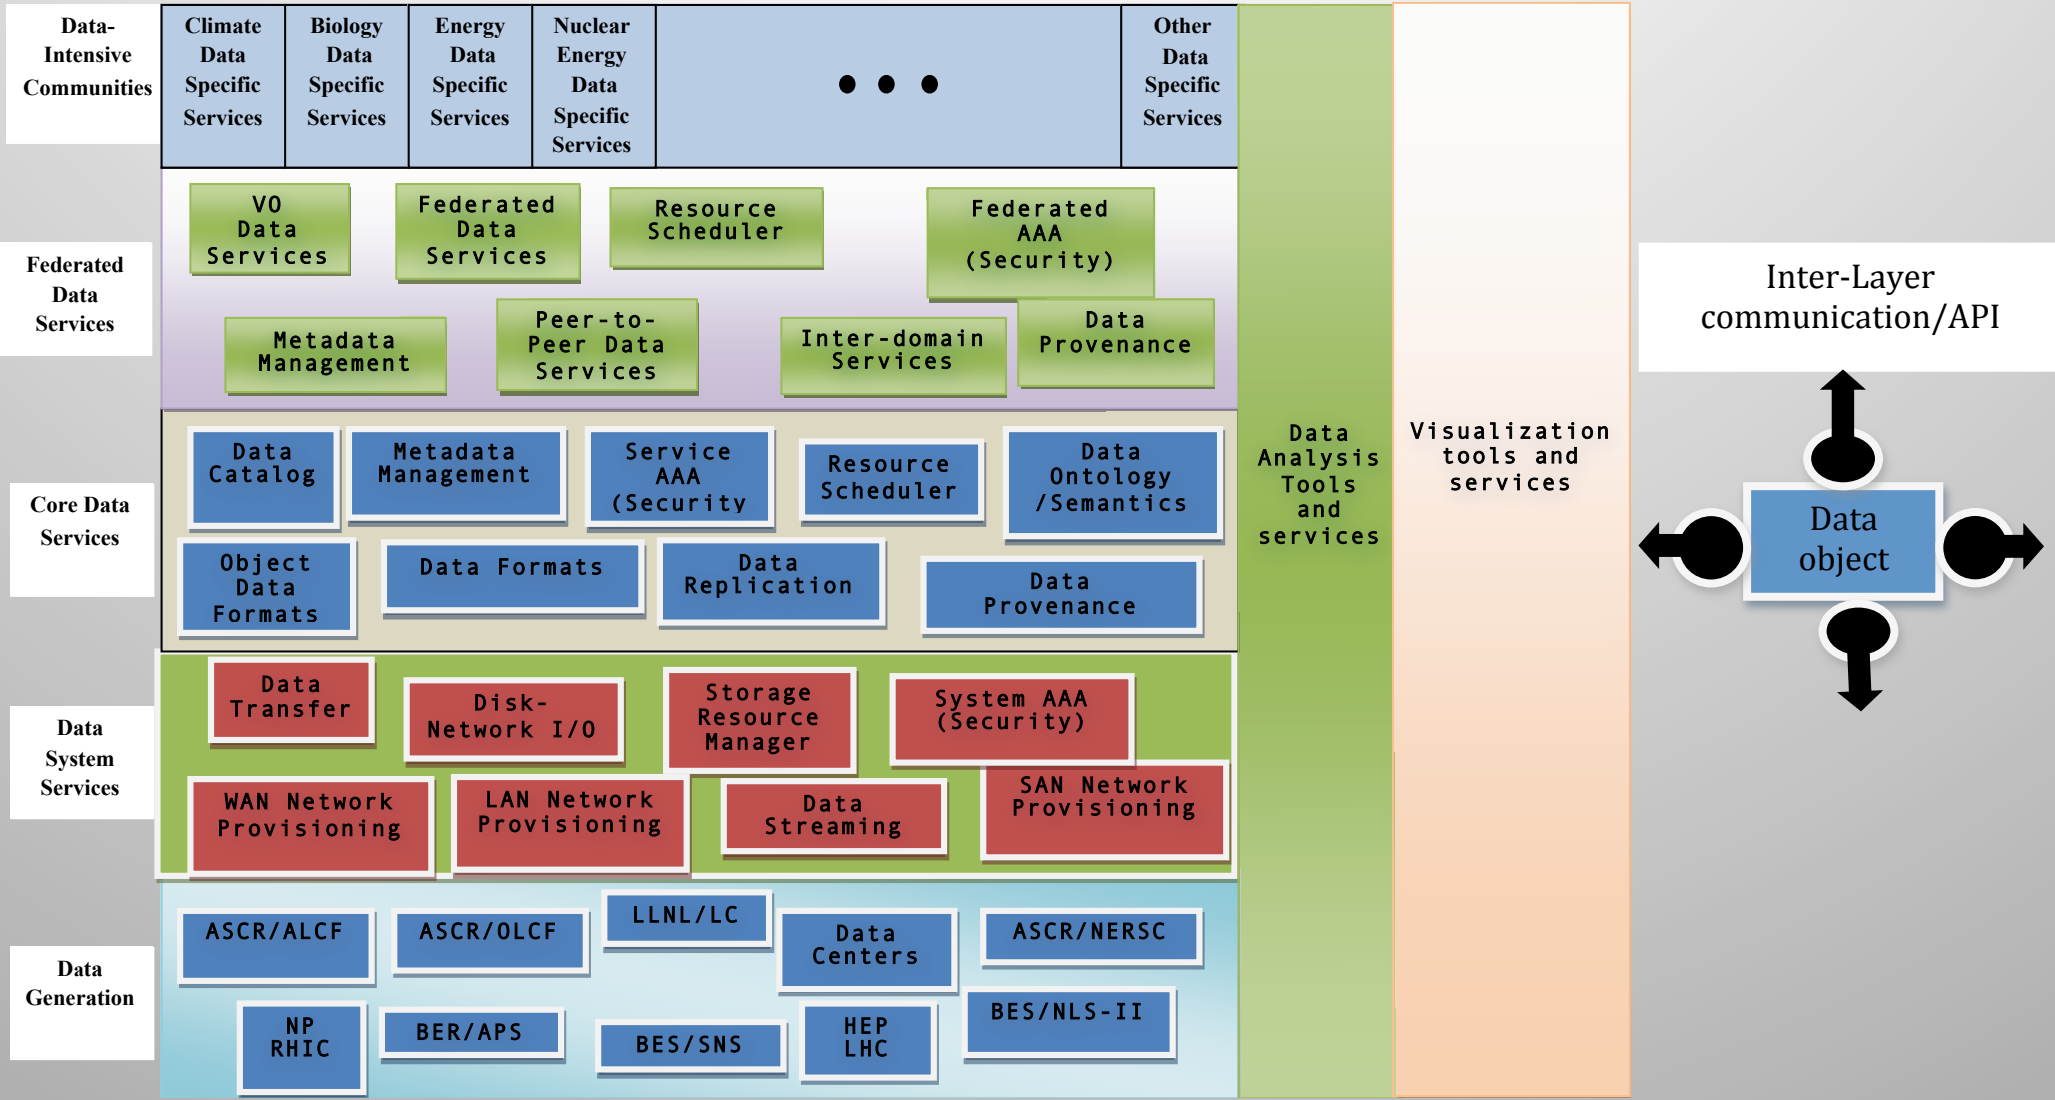 Data-
Intensive
Communities
Climate
Data
Specific
Services
Biology
Data
Specific
Services
Energy
Data
Specific
Services
Nuclear
Energy
Data
Specific
Services
Other
Data
Specific
Services
Federated
Data
Services
VO
Data
Services
Federated
Data
Services
Resource
Scheduler
Federated
AAA
(Security)
Metadata
Management
Peer-to-
Peer Data
Services
Inter-domain
Services
Data
Provenance
Core Data
Services
Data
Catalog
Metadata
Management
Service
AAA
(Security
Resource
Scheduler
Data
Ontology
/Semantics
Object
Data
Formats
Data Formats
Data
Replication
Data
Provenance
Data
System
Services
Data
Transfer
Disk-
Network I/O
Storage
Resource
Manager
System AAA
(Security)
WAN Network
Provisioning
LAN Network
Provisioning
Data
Streaming
SAN Network
Provisioning
Data
Generation
ASCR/ALCF
ASCR/OLCF
LLNL/LC
Data
Centers
ASCR/NERSC
NP
RHIC
BER/APS
BES/SNS
HEP
LHC
BES/NLS-II
Data
Analysis
Tools
and
services
Visualization
tools and
services
Inter-Layer
communication/API
Data
object